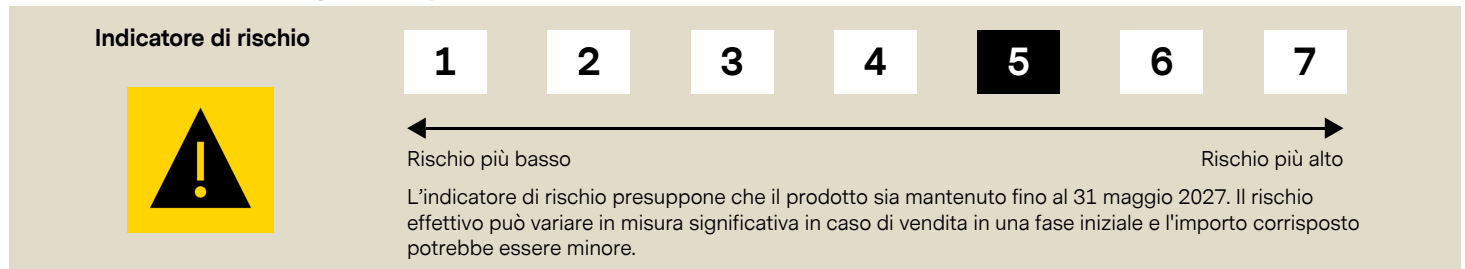 Indicatore di rischio
1 2 3 4 5 6 7
Rischio più basso Rischio più alto
L'indicatore di rischio presuppone che il prodotto sia mantenuto fino al 31 maggio 2027. Il rischio
effettivo può variare in misura significativa in caso di vendita in una fase iniziale e l'importo corrisposto
potrebbe essere minore.